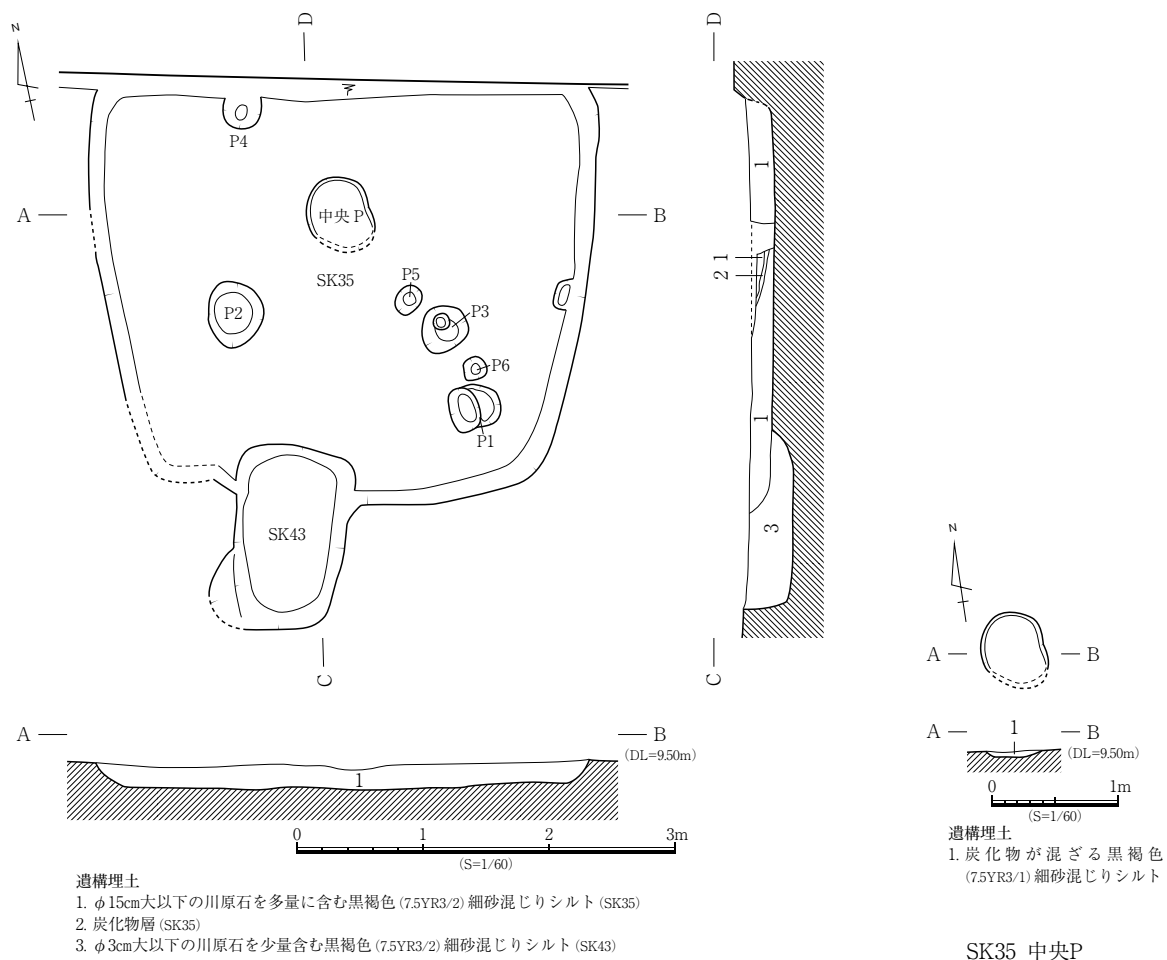 N
D
D
P4
A
中央P
B
SK35
P5
P2
P3
P6
P1
SK43
C
1
1
2
1
3
C
N
A
B
A
B
(DL=9.50m)
1
0 1 2 3m
(S=1/60)
遺構埋土
1. φ15cm大以下の川原石を多量に含む黒褐色(7.5YR3/2)細砂混じりシルト(SK35)
2. 炭化物層(SK35)
3. φ3cm大以下の川原石を少量含む黒褐色(7.5YR3/2)細砂混じりシルト(SK43)
A
1
B
(DL=9.50m)
0 1m
(S=1/60)
遺構埋土
1. 炭化物が混ざる黒褐色
(7.5YR3/1)細砂混じりシルト
SK35 中央P